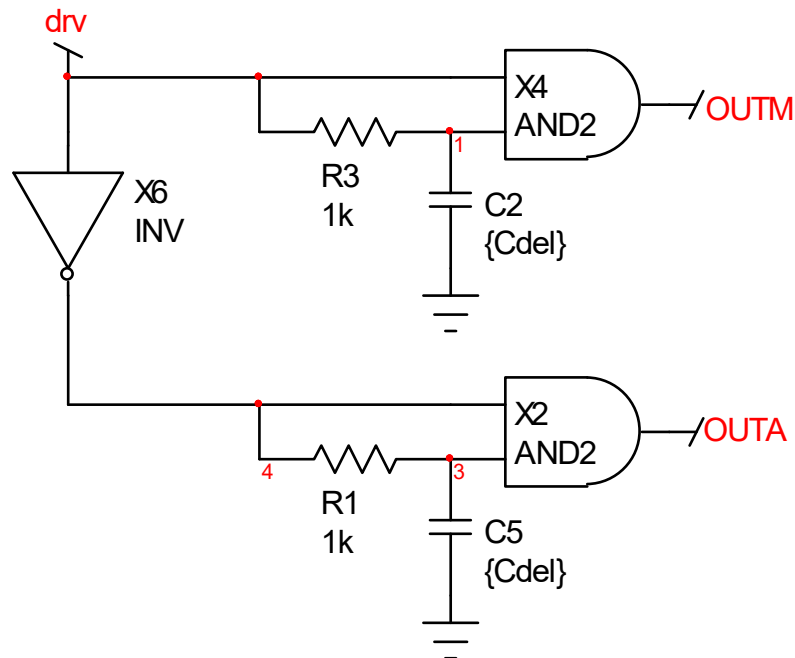 drv
X4
AND2
OUTM
1
R3
1k
C2
{Cdel}
X6
INV
X2
AND2
OUTA
4
3
R1
1k
C5
{Cdel}